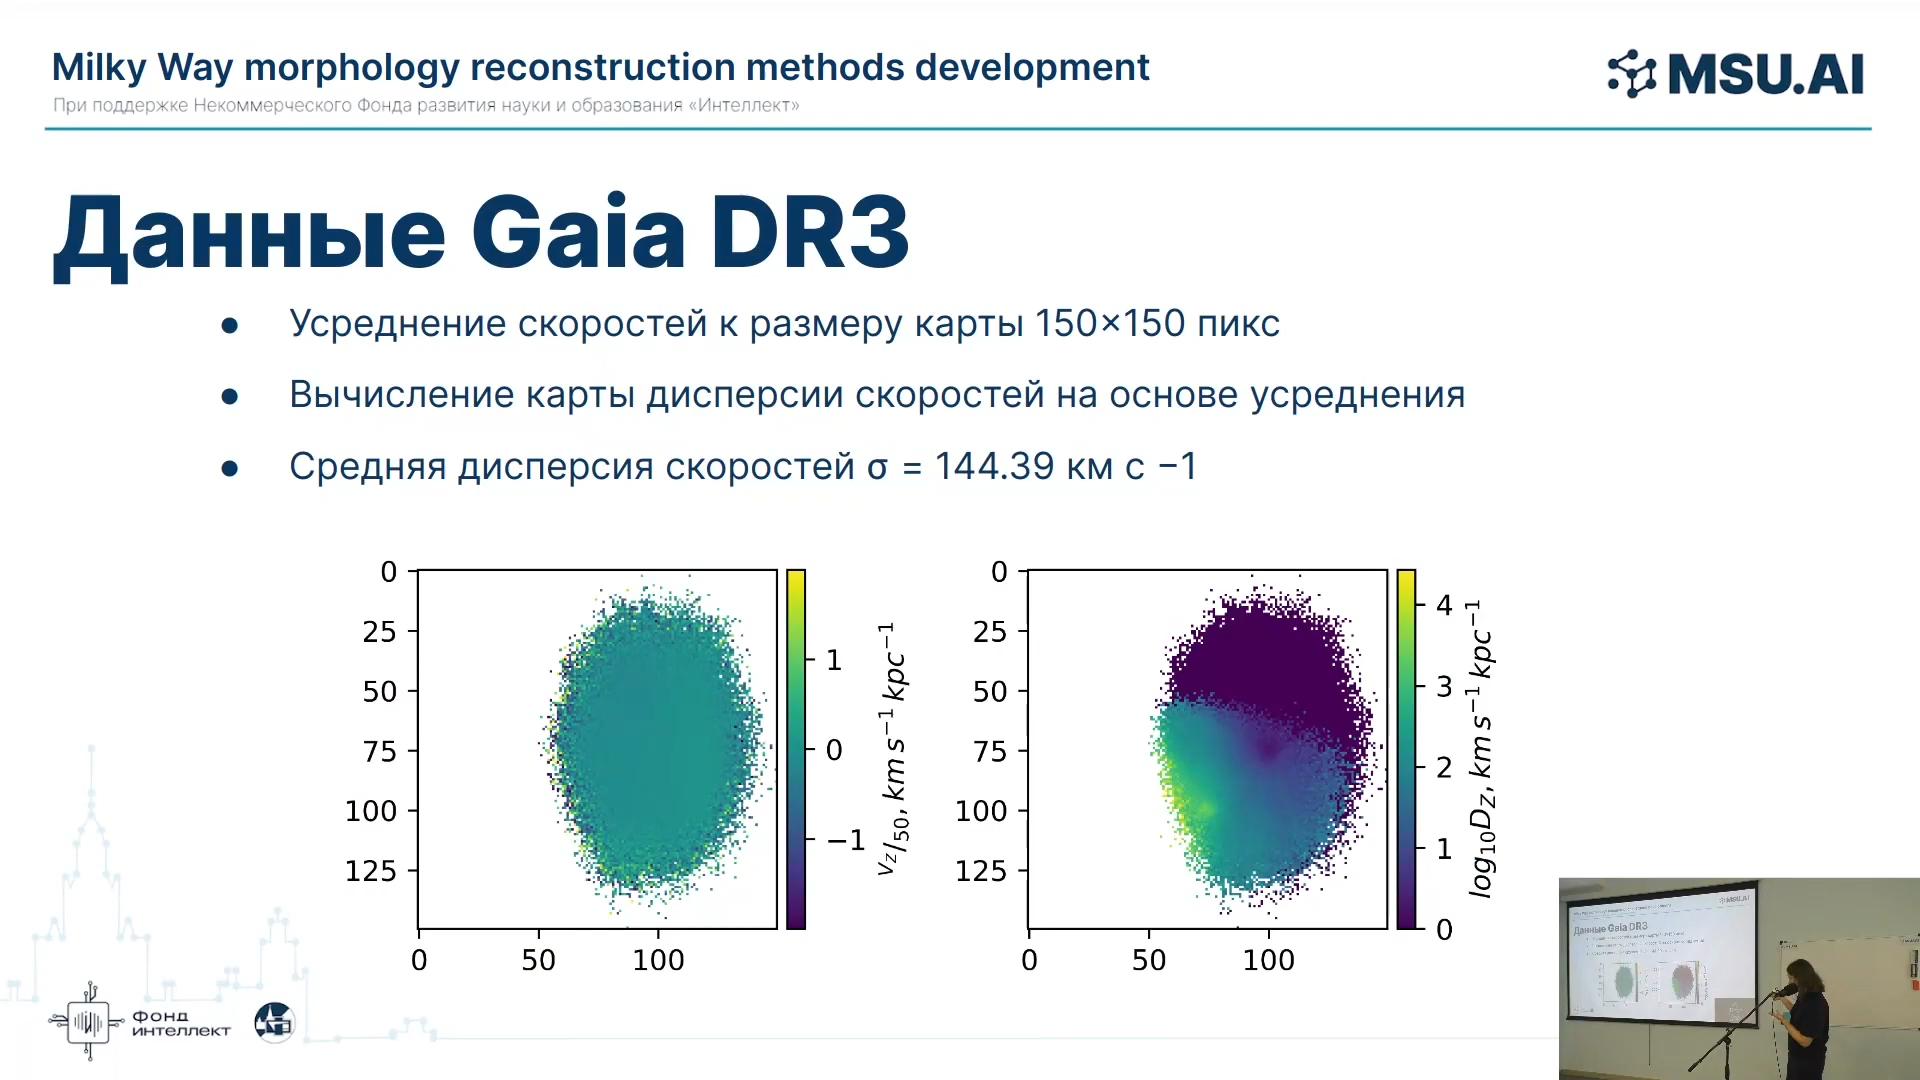 Milky Way morphology reconstruction methods development
MSU.AI
При поддержке Некоммерческого Фонда развития науки и образования «Интеллект»
Данные Gaia DR3
● Усреднение скоростей к размеру карты 150×150 пикс
● Вычисление карты дисперсии скоростей на основе усреднения
● Средняя дисперсия скоростей σ = 144.39 км с −1
0
25
50
75
100
125
0 50 100
1
0
−1
v_z/_50, km s^−1 kpc^−1
0
25
50
75
100
125
0 50 100
4
3
2
1
0
log_10 D_Z, km s^−1 kpc^−1
ФОНД
ИНТЕЛЛЕКТ
Данные Gaia DR3